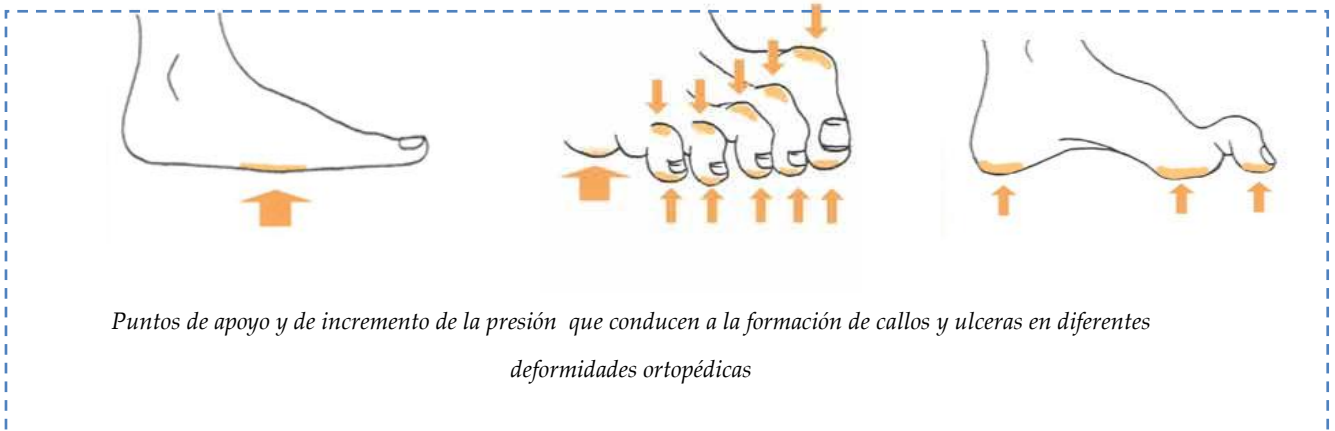 Puntos de apoyo y de incremento de la presión que conducen a la formación de callos y ulceras en diferentes
deformidades ortopédicas